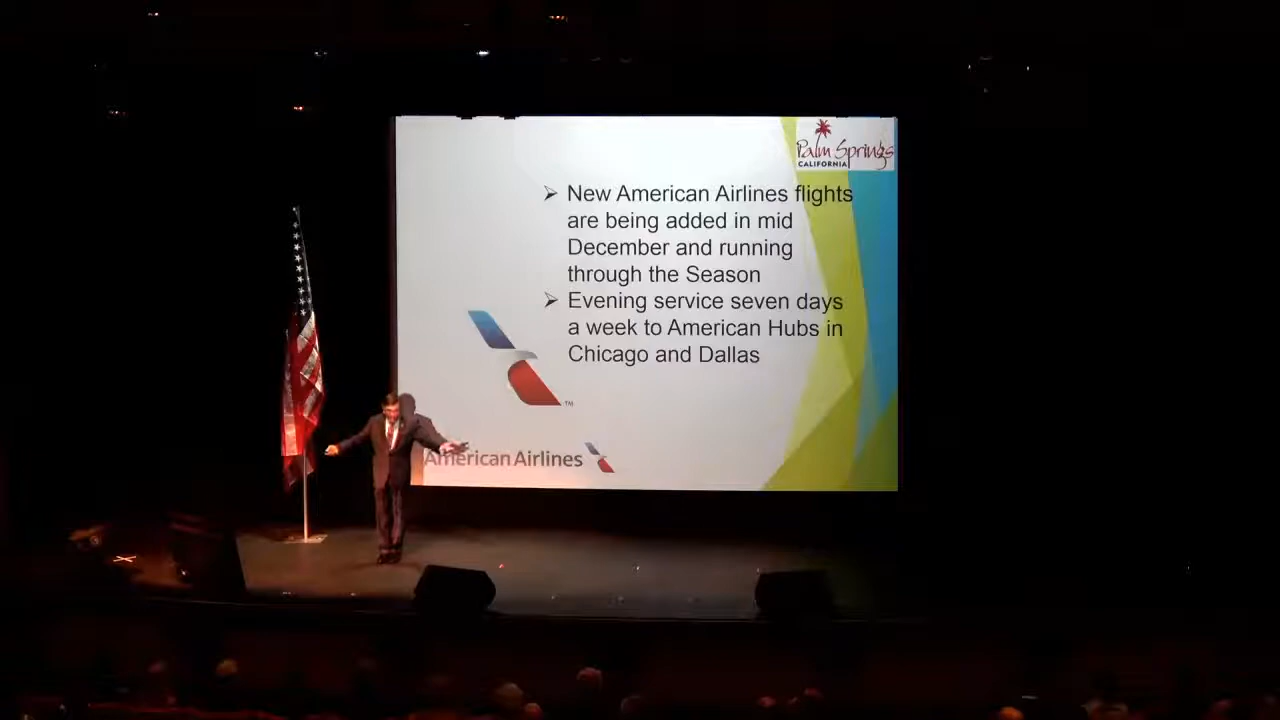 Palm Springs
CALIFORNIA
➢ New American Airlines flights
are being added in mid
December and running
through the Season
➢ Evening service seven days
a week to American Hubs in
Chicago and Dallas
TM
American Airlines